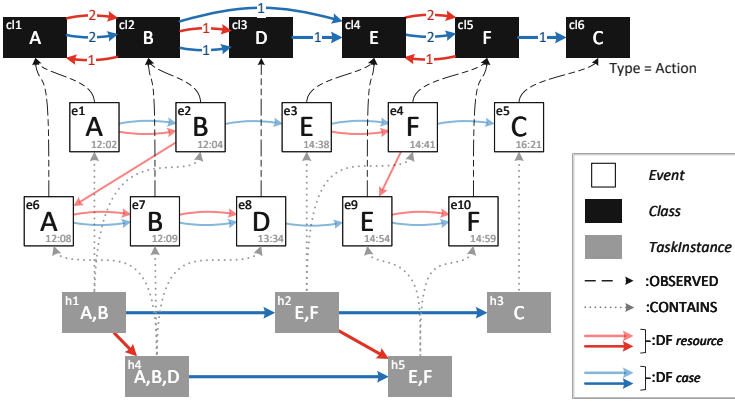 1
2
2
1
2
1
1
1
2
1
1
cl1
A
cl2
B
cl3
D
cl4
E
cl5
F
cl6
C
Type = Action
e1
A
12:02
e2
B
12:04
e3
E
14:38
e4
F
14:41
e5
C
16:21
e6
A
12:08
e7
B
12:09
e8
D
13:34
e9
E
14:54
e10
F
14:59
h1
A,B
h2
E,F
h3
C
h4
A,B,D
h5
E,F
Event
Class
TaskInstance
:OBSERVED
:CONTAINS
:DF resource
:DF case